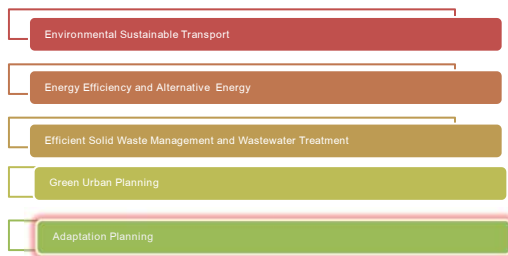 Environmental Sustainable Transport
Energy Efficiency and Alternative Energy
Efficient Solid Waste Management and Wastewater Treatment
Green Urban Planning
Adaptation Planning